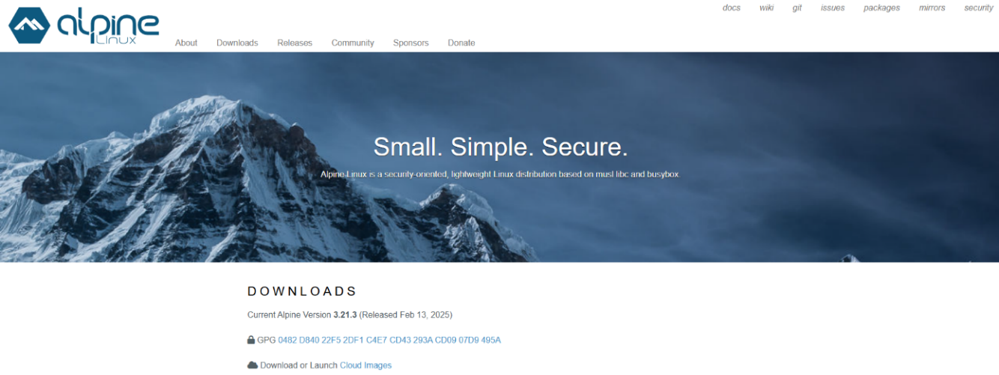 docs wiki git issues packages mirrors security
alpine
Linux
About Downloads Releases Community Sponsors Donate
Small. Simple. Secure.
Alpine Linux is a security-oriented, lightweight Linux distribution based on musl libc and busybox.
DOWNLOADS
Current Alpine Version 3.21.3 (Released Feb 13, 2025)
GPG 0482 D840 22F5 2DF1 C4E7 CD43 293A CD09 07D9 495A
Download or Launch Cloud Images